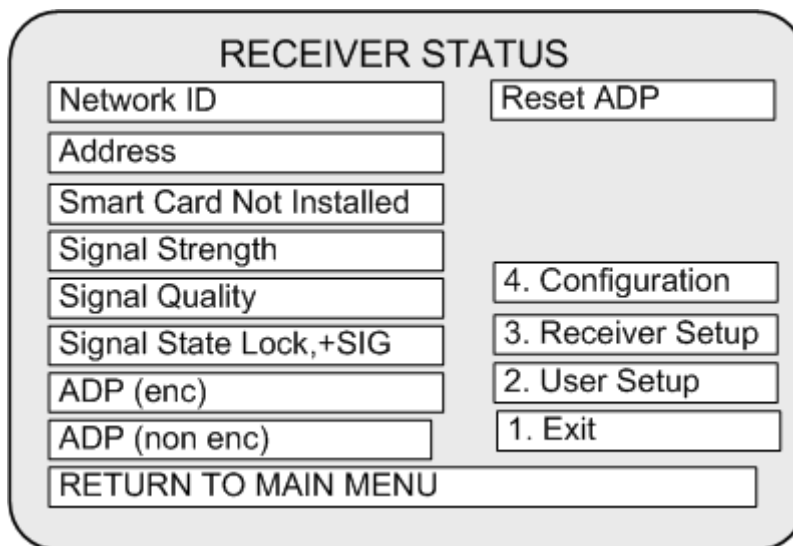 RECEIVER STATUS
Network ID
Address
Smart Card Not Installed
Signal Strength
Signal Quality
Signal State Lock,+SIG
ADP (enc)
ADP (non enc)
RETURN TO MAIN MENU
Reset ADP
4. Configuration
3. Receiver Setup
2. User Setup
1. Exit